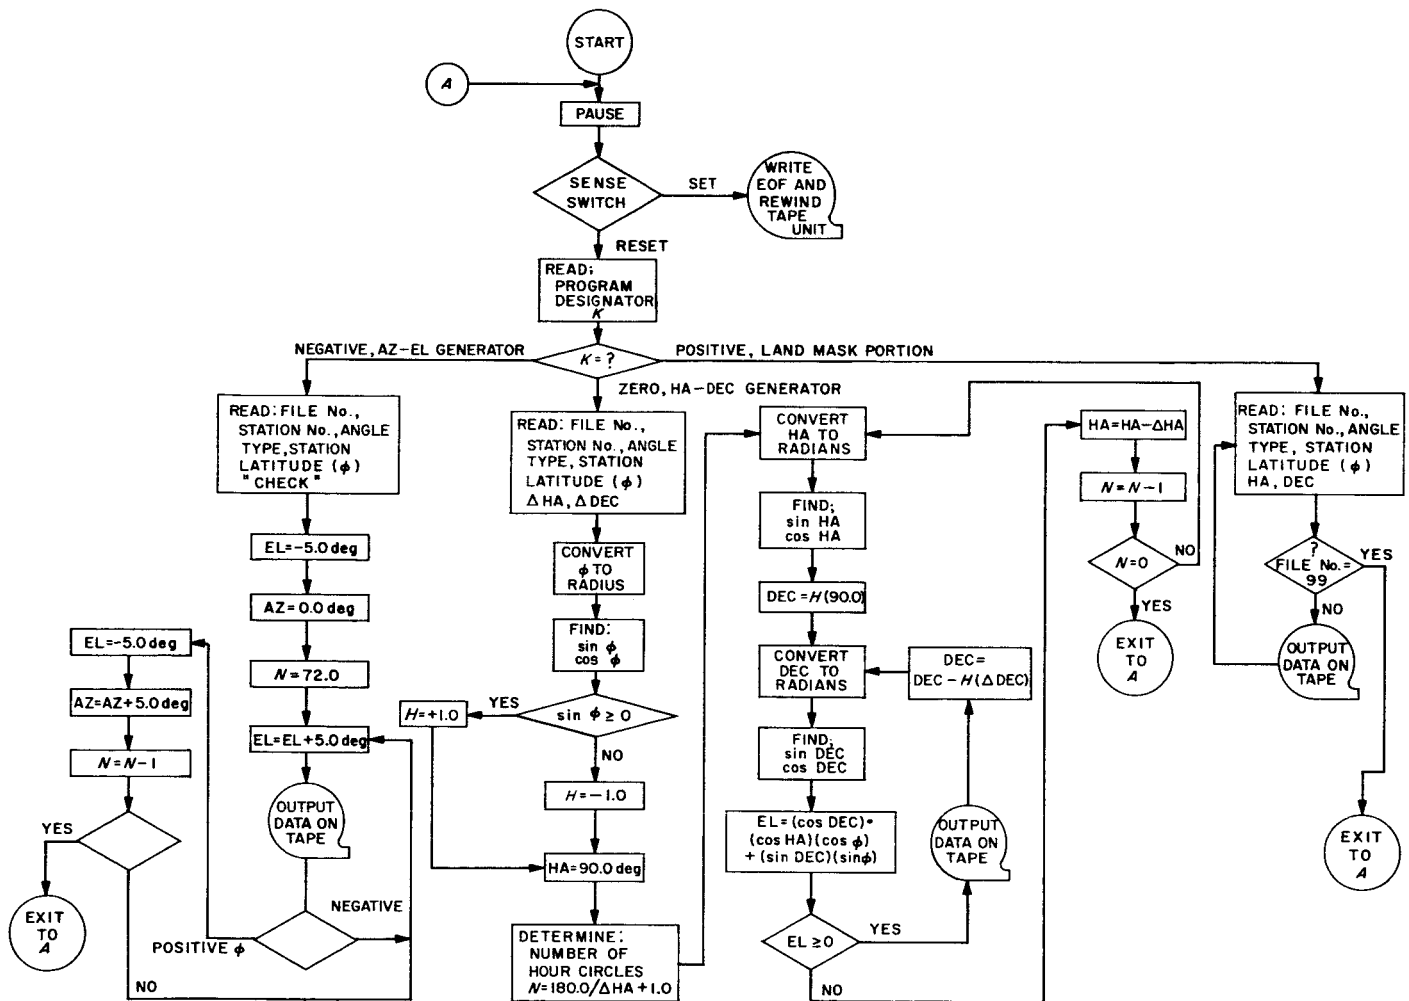 START
A
PAUSE
SENSE
SWITCH
SET
WRITE
EOF AND
REWIND
TAPE
UNIT
RESET
READ;
PROGRAM
DESIGNATOR
K
K = ?
NEGATIVE, AZ-EL GENERATOR
POSITIVE, LAND MASK PORTION
ZERO, HA-DEC GENERATOR
READ: FILE No.,
STATION No., ANGLE
TYPE, STATION
LATITUDE (φ)
"CHECK"
EL=-5.0 deg
AZ=0.0 deg
N=72.0
EL=EL+5.0 deg
OUTPUT
DATA ON
TAPE
NEGATIVE
POSITIVE φ
EL=-5.0 deg
AZ=AZ+5.0 deg
N=N-1
YES
NO
EXIT
TO
A
READ: FILE No.,
STATION No., ANGLE
TYPE, STATION
LATITUDE (φ)
Δ HA, Δ DEC
CONVERT
φ TO
RADIUS
FIND:
sin φ
cos φ
sin φ ≥ 0
YES
H=+1.0
NO
H=-1.0
HA=90.0 deg
DETERMINE:
NUMBER OF
HOUR CIRCLES
N=180.0/ΔHA+1.0
CONVERT
HA TO
RADIANS
FIND;
sin HA
cos HA
DEC=H(90.0)
CONVERT
DEC TO
RADIANS
FIND;
sin DEC
cos DEC
EL=(cos DEC)•
(cos HA)(cos φ)
+(sin DEC)(sinφ)
EL ≥ 0
YES
NO
OUTPUT
DATA ON
TAPE
DEC=
DEC-H(ΔDEC)
HA=HA-ΔHA
N=N-1
N=0
NO
YES
EXIT
TO
A
READ: FILE No.,
STATION No., ANGLE
TYPE, STATION
LATITUDE (φ)
HA, DEC
?
FILE No.=
99
YES
NO
OUTPUT
DATA ON
TAPE
EXIT
TO
A